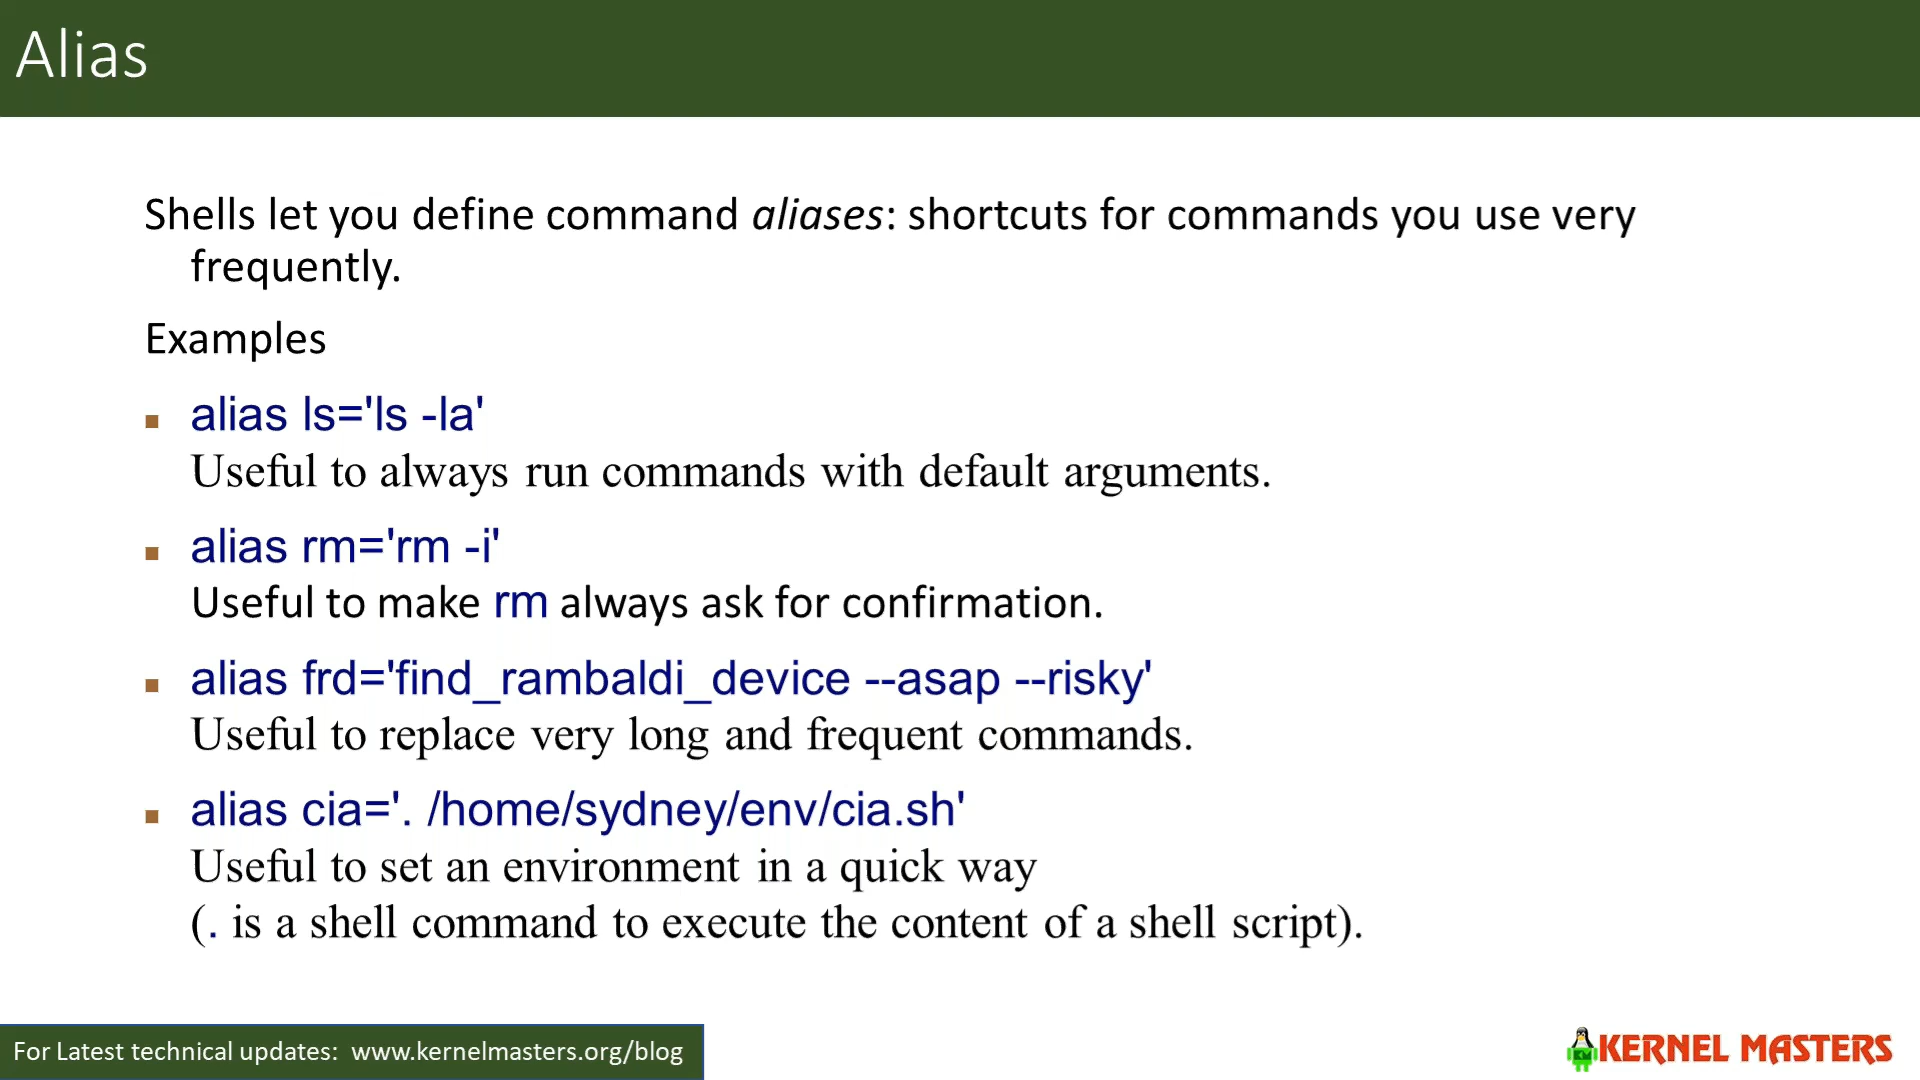 Alias
Shells let you define command aliases: shortcuts for commands you use very
frequently.
Examples
alias ls='ls -la'
Useful to always run commands with default arguments.
alias rm='rm -i'
Useful to make rm always ask for confirmation.
alias frd='find_rambaldi_device --asap --risky'
Useful to replace very long and frequent commands.
alias cia='. /home/sydney/env/cia.sh'
Useful to set an environment in a quick way
(. is a shell command to execute the content of a shell script).
For Latest technical updates: www.kernelmasters.org/blog
KM KERNEL MASTERS